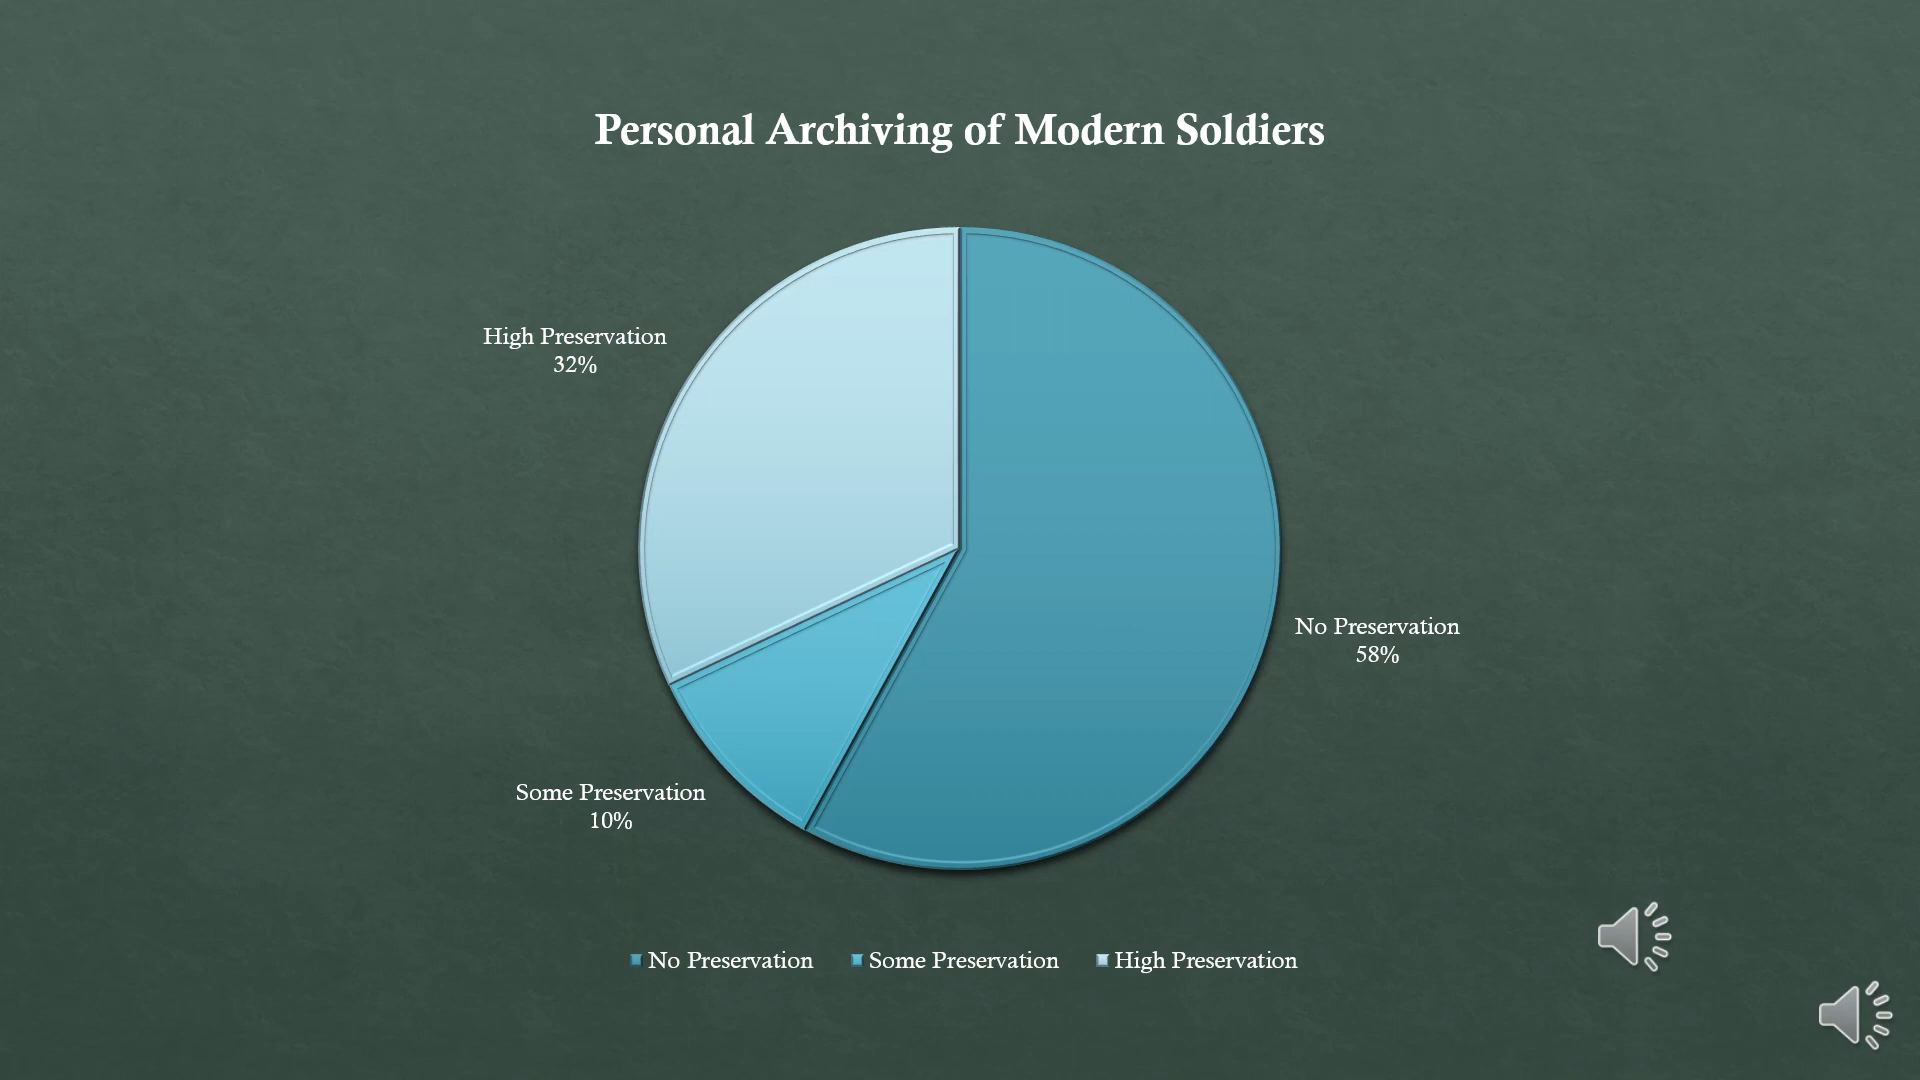 Personal Archiving of Modern Soldiers
High Preservation
32%
No Preservation
58%
Some Preservation
10%
No Preservation
Some Preservation
High Preservation